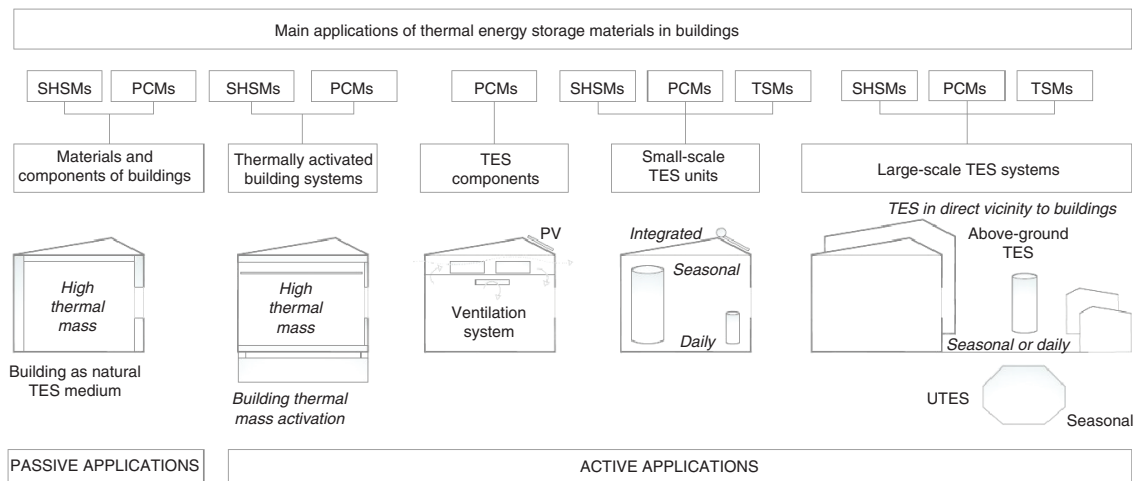 Main applications of thermal energy storage materials in buildings
SHSMs
PCMs
SHSMs
PCMs
PCMs
SHSMs
PCMs
TSMs
SHSMs
PCMs
TSMs
Materials and
components of buildings
Thermally activated
building systems
TES
components
Small-scale
TES units
Large-scale TES systems
High
thermal
mass
Building as natural
TES medium
High
thermal
mass
Building thermal
mass activation
PV
Ventilation
system
Integrated
Seasonal
Daily
TES in direct vicinity to buildings
Above-ground
TES
Seasonal or daily
UTES
Seasonal
PASSIVE APPLICATIONS
ACTIVE APPLICATIONS